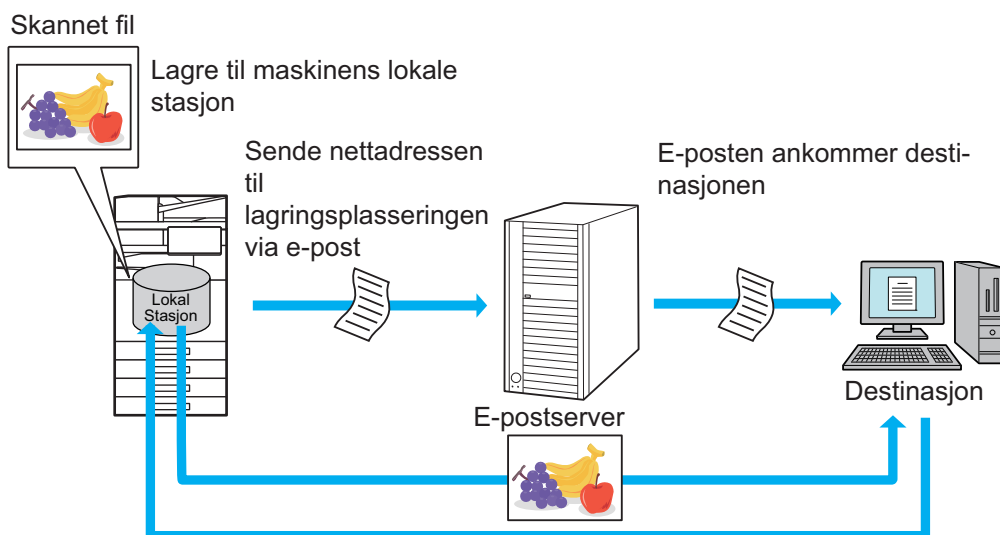 Skannet fil
Lagre til maskinens lokale
stasjon
Sende nettadressen
til
lagringsplasseringen
via e-post
E-posten ankommer desti-
nasjonen
Lokal
Stasjon
E-postserver
Destinasjon